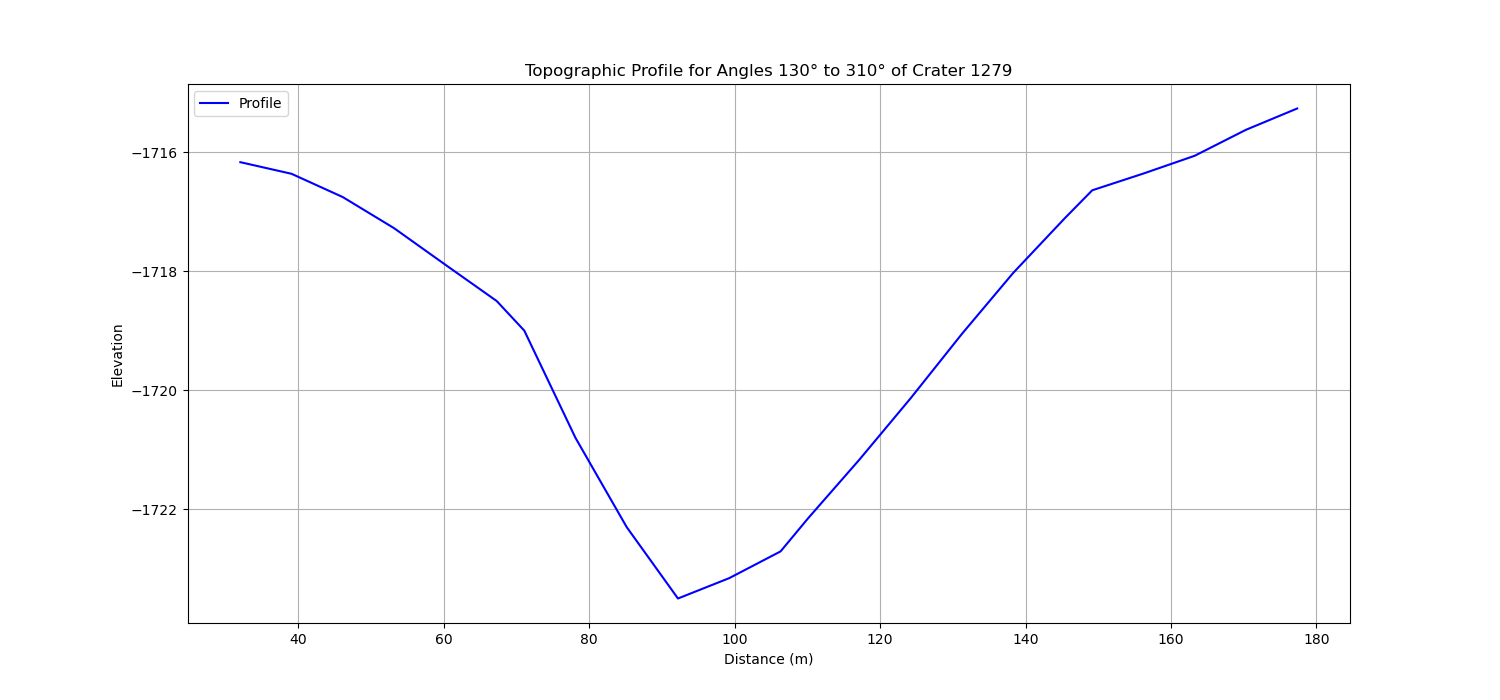 Topographic Profile for Angles 130° to 310° of Crater 1279
Profile
−1716
−1718
−1720
−1722
Elevation
40 60 80 100 120 140 160 180
Distance (m)